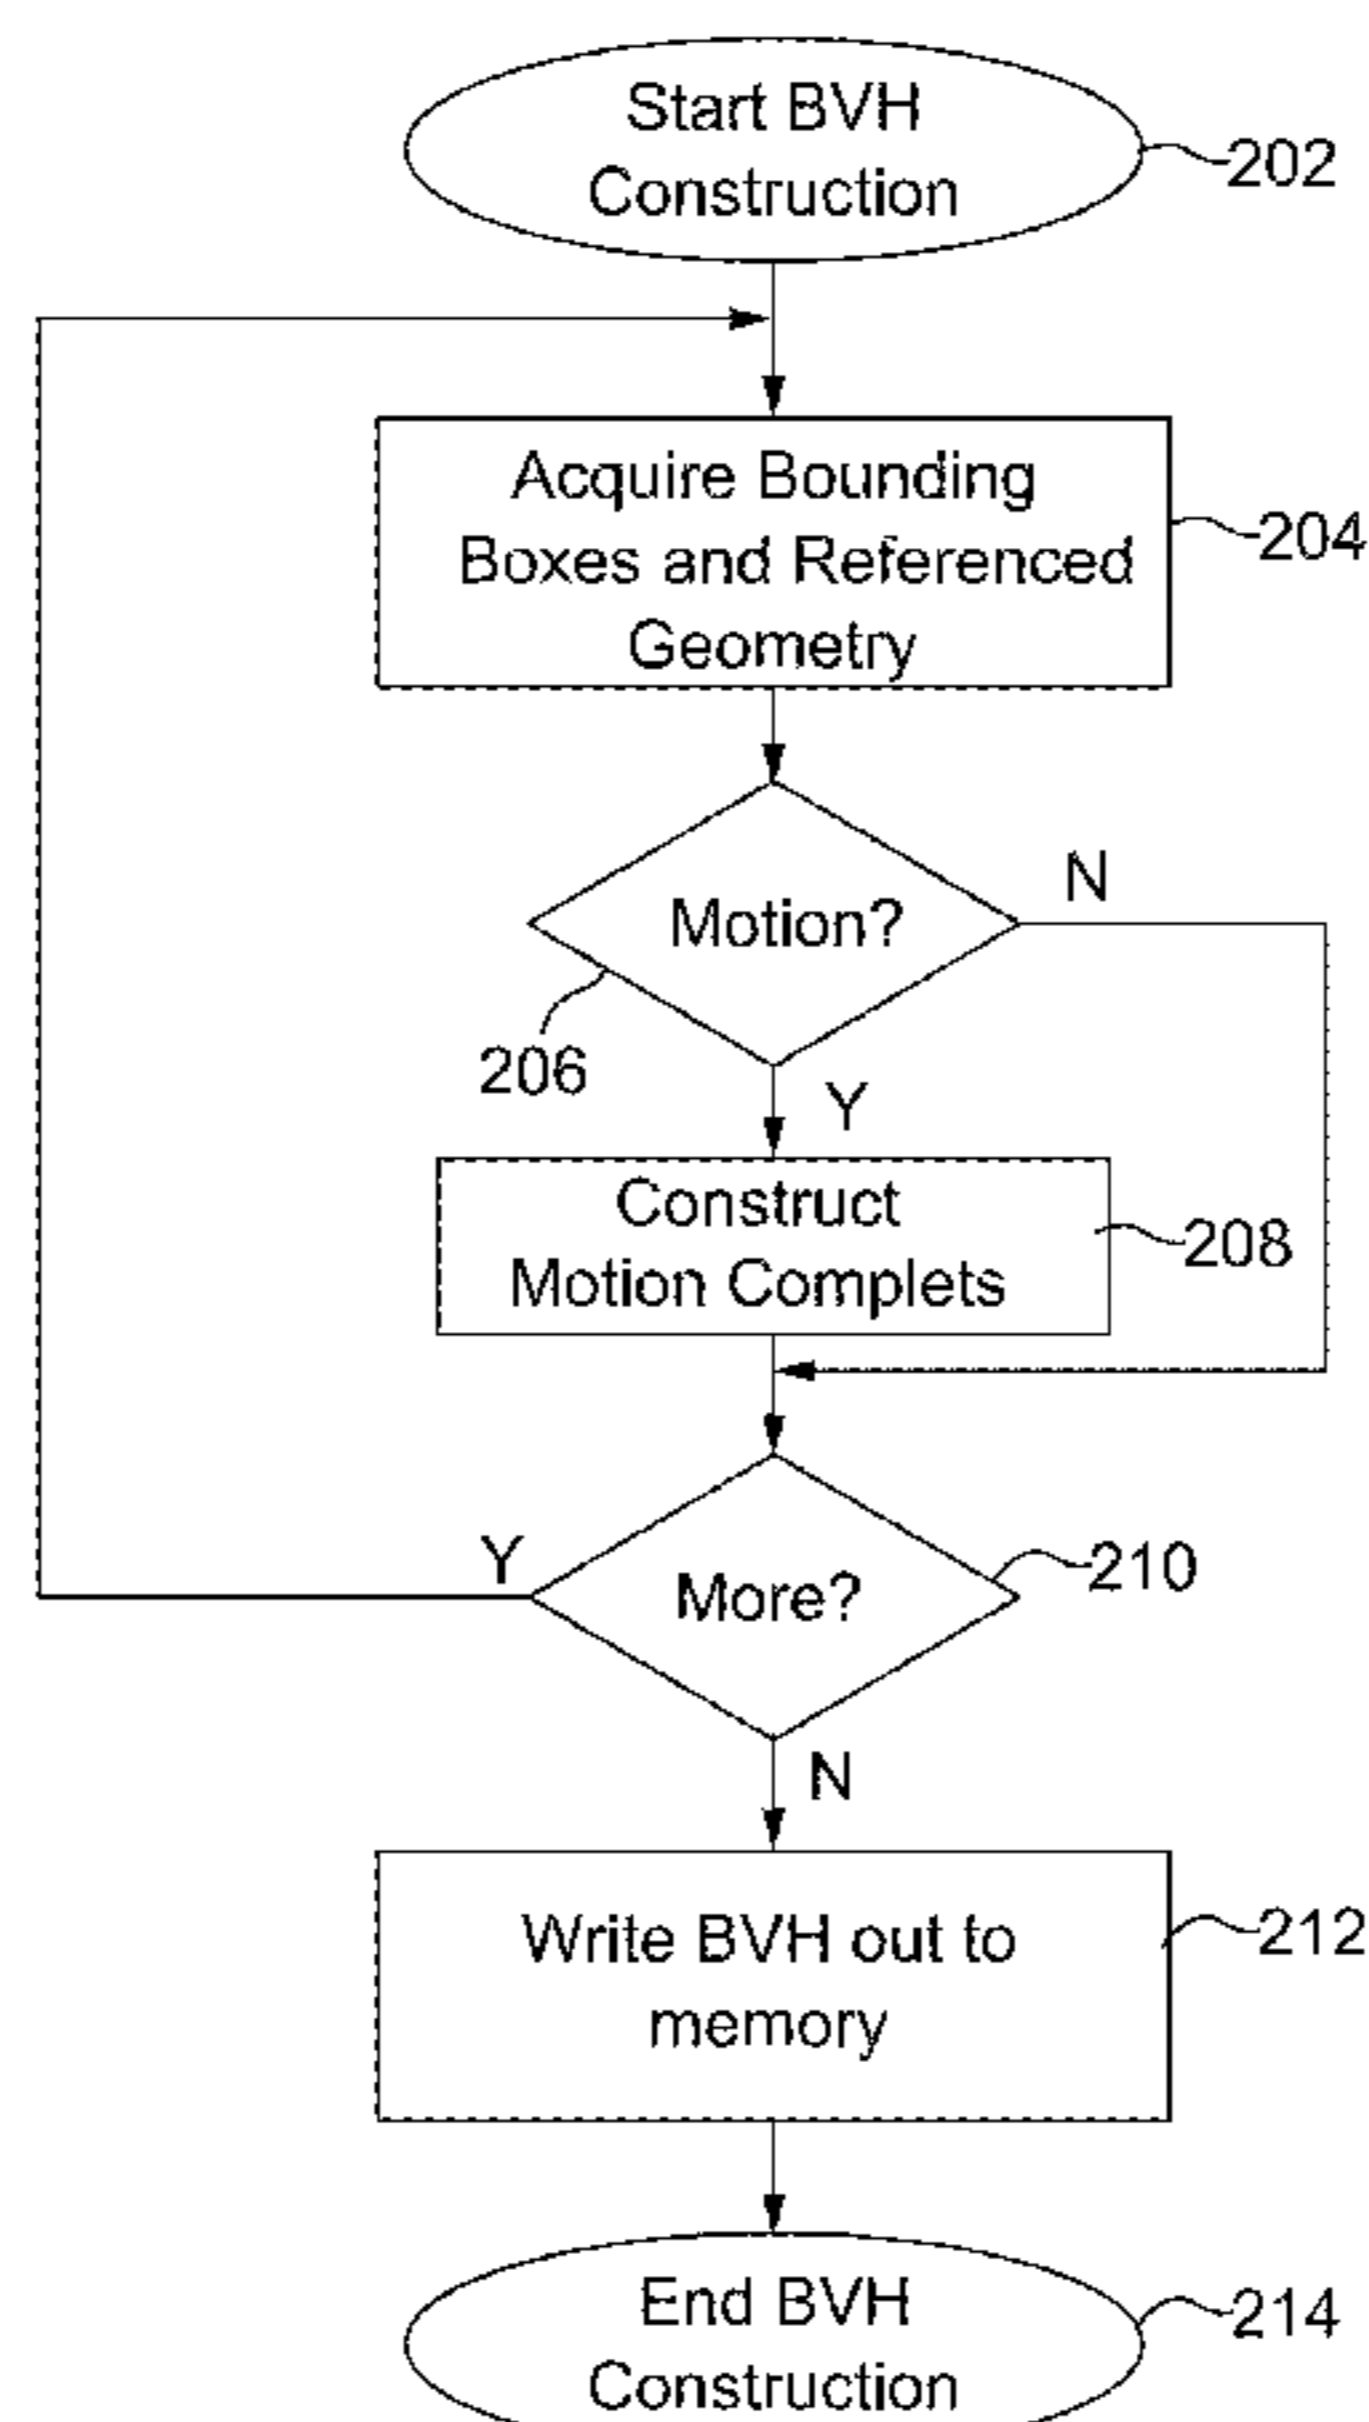 Start BVH
Construction
202
Acquire Bounding
Boxes and Referenced
Geometry
204
Motion?
N
206
Y
Construct
Motion Complets
208
Y
More?
210
N
Write BVH out to
memory
212
End BVH
Construction
214